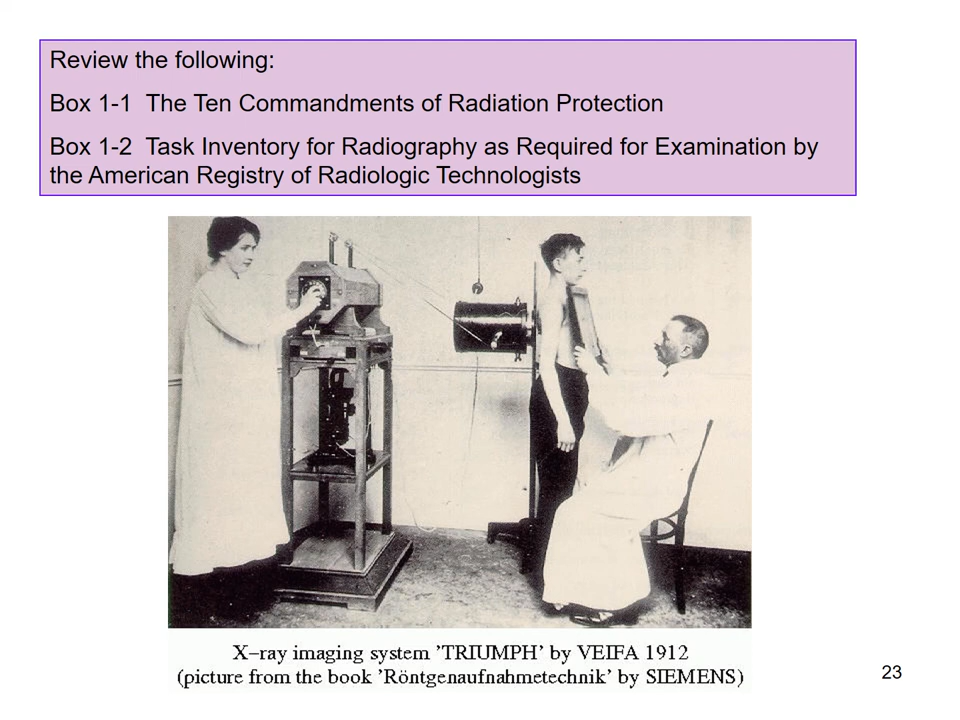 Review the following:
Box 1-1  The Ten Commandments of Radiation Protection
Box 1-2  Task Inventory for Radiography as Required for Examination by
the American Registry of Radiologic Technologists
X–ray imaging system ’TRIUMPH’ by VEIFA 1912
(picture from the book ’Röntgenaufnahmetechnik’ by SIEMENS)
23